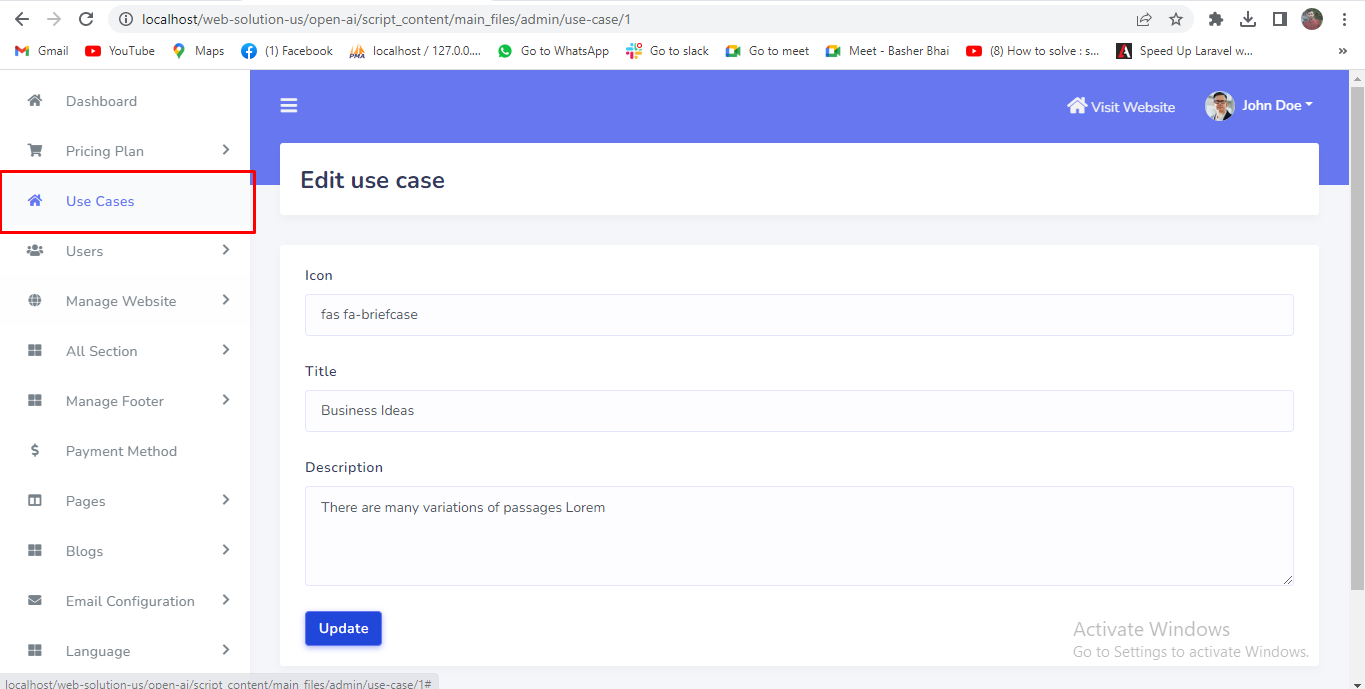 localhost/web-solution-us/open-ai/script_content/main_files/admin/use-case/1
Gmail YouTube Maps (1) Facebook localhost / 127.0.0.... Go to WhatsApp Go to slack Go to meet Meet - Basher Bhai (8) How to solve : s... Speed Up Laravel w... »
Dashboard
Pricing Plan
Use Cases
Users
Manage Website
All Section
Manage Footer
Payment Method
Pages
Blogs
Email Configuration
Language
Visit Website John Doe
Edit use case
Icon
fas fa-briefcase
Title
Business Ideas
Description
There are many variations of passages Lorem
Update
Activate Windows
Go to Settings to activate Windows.
localhost/web-solution-us/open-ai/script_content/main_files/admin/use-case/1#